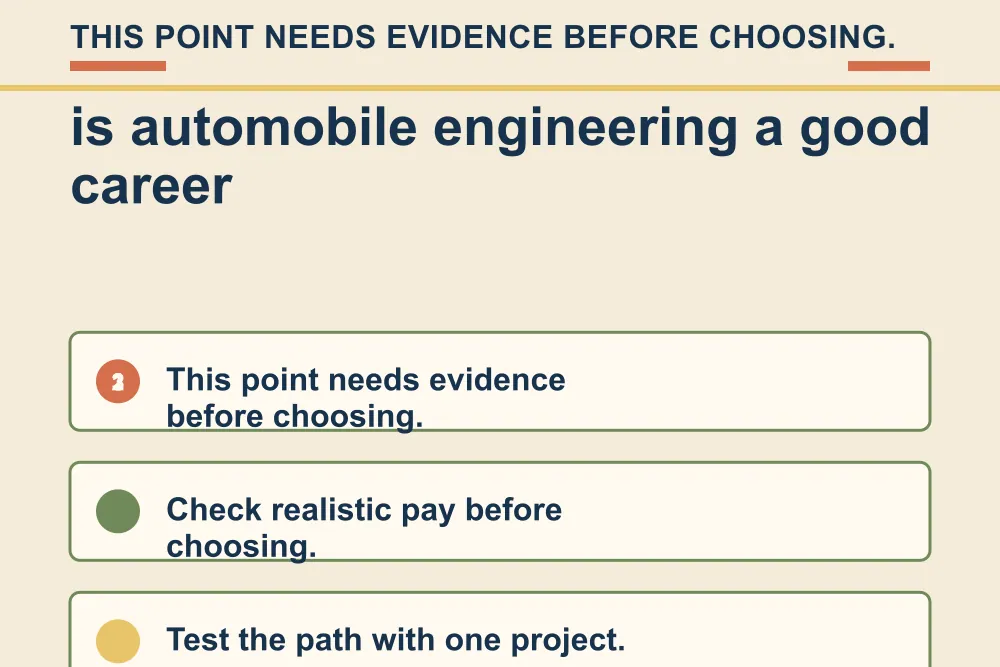 THIS POINT NEEDS EVIDENCE BEFORE CHOOSING.
is automobile engineering a good
career
This point needs evidence
before choosing.
Check realistic pay before
choosing.
Test the path with one project.